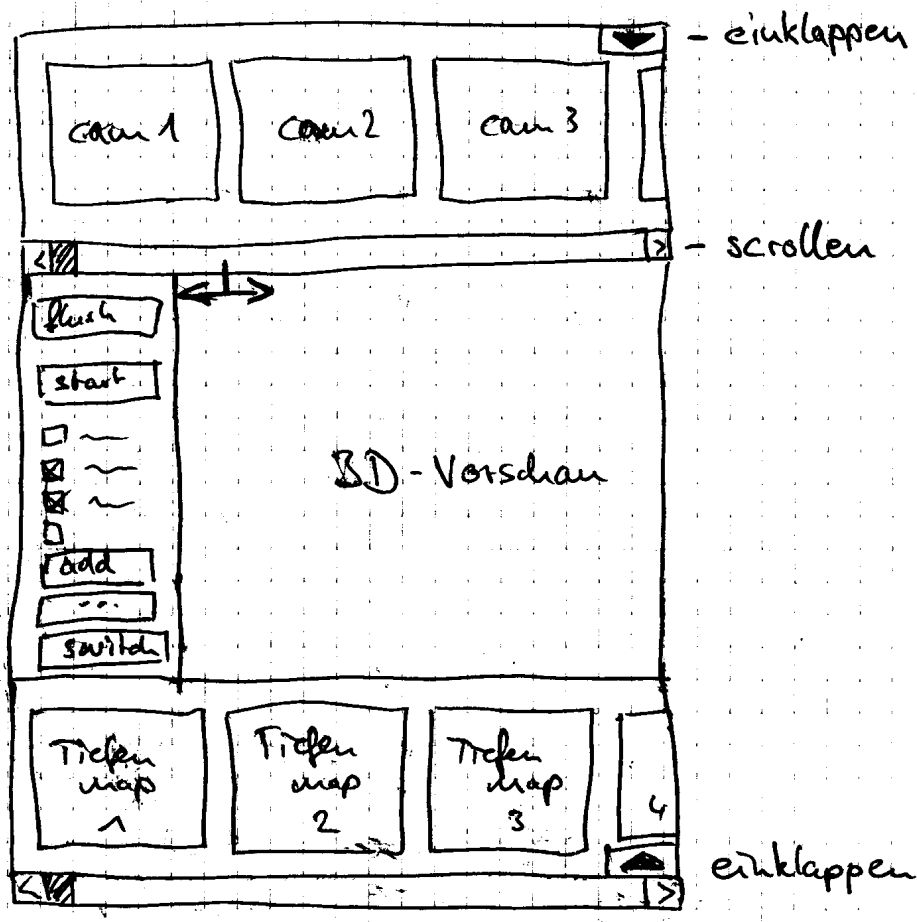 - einklappen
cam 1
cam 2
cam 3
< > - scrollen
flush
start
3D - Vorschau
add
...
switch
Tiefen
map
1
Tiefen
map
2
Tiefen
map
3
4
einklappen
< >